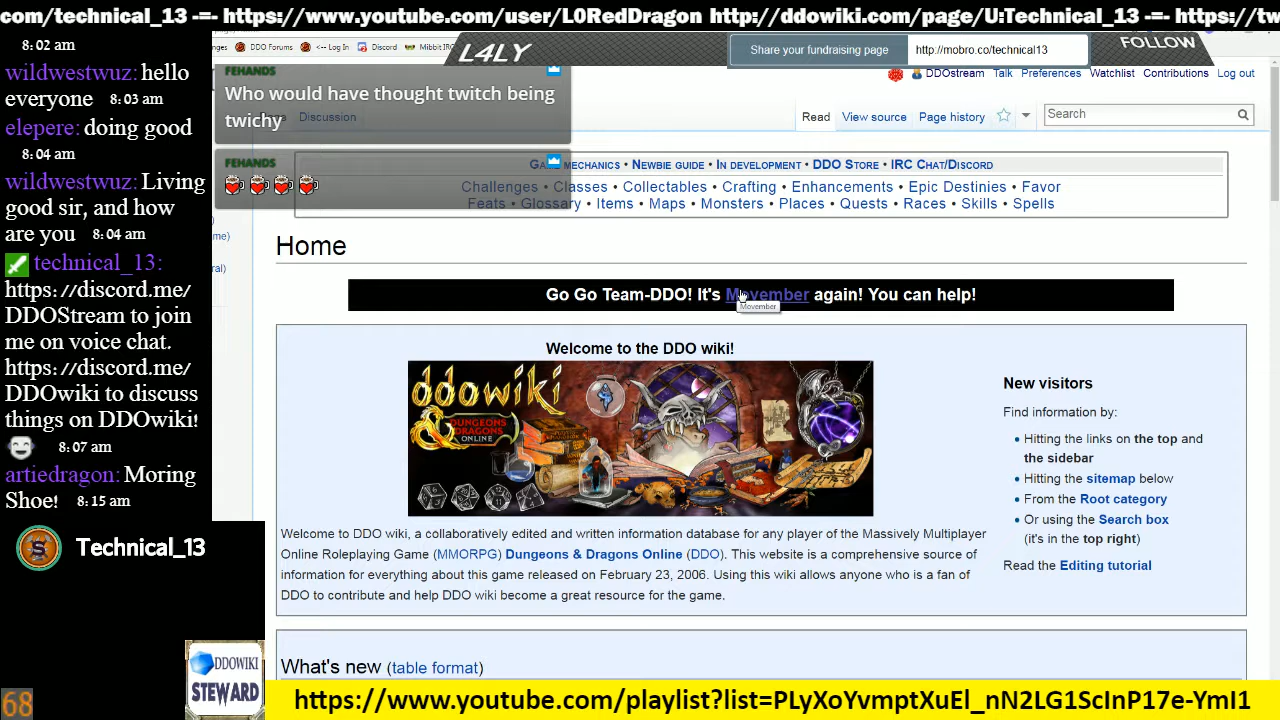 com/technical_13 -=- https://www.youtube.com/user/L0RedDragon http://ddowiki.com/page/U:Technical_13 -=- https://tw
8:02 am
wildwestwuz: hello
everyone 8:03 am
elepere: doing good
8:04 am
wildwestwuz: Living
good sir, and how
are you 8:04 am
technical_13:
https://discord.me/
DDOStream to join
me on voice chat.
https://discord.me/
DDOwiki to discuss
things on DDOwiki!
8:07 am
artiedragon: Moring
Shoe! 8:15 am
Technical_13
DDO Forums <-- Log In Discord Mibbit
L4LY
Share your fundraising page http://mobro.co/technical13
FOLLOW
FEHANDS
Who would have thought twitch being
twichy
FEHANDS
DDOstream Talk Preferences Watchlist Contributions Log out
Discussion
Read View source Page history Search
Game mechanics • Newbie guide • In development • DDO Store • IRC Chat/Discord
Challenges • Classes • Collectables • Crafting • Enhancements • Epic Destinies • Favor
Feats • Glossary • Items • Maps • Monsters • Places • Quests • Races • Skills • Spells
Home
Go Go Team-DDO! It's Movember again! You can help!
Movember
Welcome to the DDO wiki!
ddowiki
DUNGEONS & DRAGONS
ONLINE
Welcome to DDO wiki, a collaboratively edited and written information database for any player of the Massively Multiplayer
Online Roleplaying Game (MMORPG) Dungeons & Dragons Online (DDO). This website is a comprehensive source of
information for everything about this game released on February 23, 2006. Using this wiki allows anyone who is a fan of
DDO to contribute and help DDO wiki become a great resource for the game.
New visitors
Find information by:
• Hitting the links on the top and
the sidebar
• Hitting the sitemap below
• From the Root category
• Or using the Search box
(it's in the top right)
Read the Editing tutorial
What's new (table format)
DDOWIKI
STEWARD
68
https://www.youtube.com/playlist?list=PLyXoYvmptXuEl_nN2LG1ScInP17e-YmI1